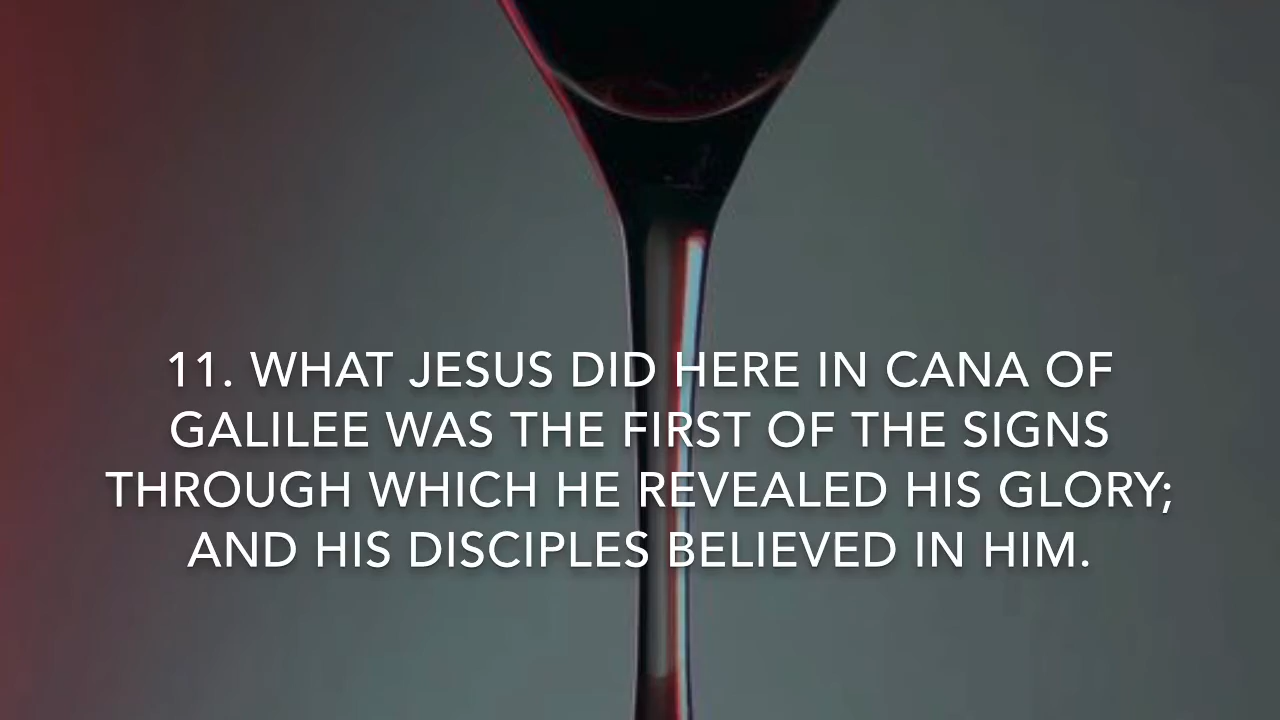 11. WHAT JESUS DID HERE IN CANA OF
GALILEE WAS THE FIRST OF THE SIGNS
THROUGH WHICH HE REVEALED HIS GLORY;
AND HIS DISCIPLES BELIEVED IN HIM.